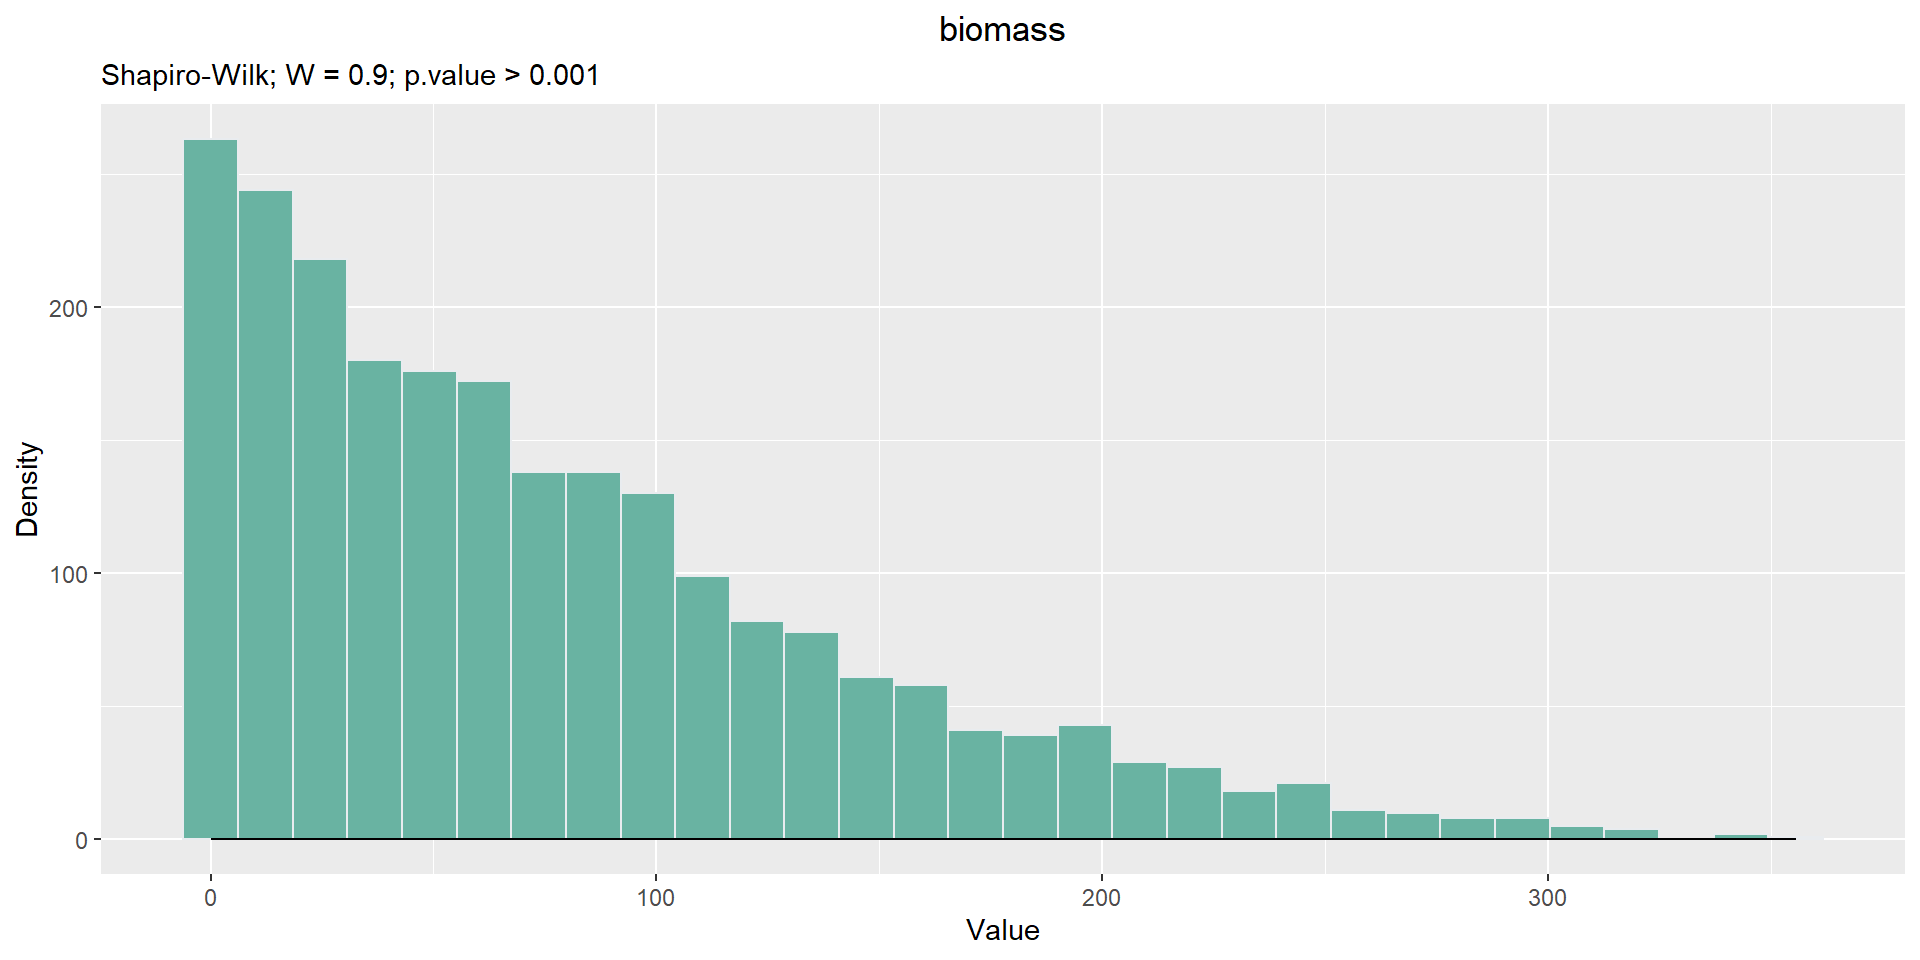 biomass
Shapiro-Wilk; W = 0.9; p.value > 0.001
200
100
0
Density
0 100 200 300
Value